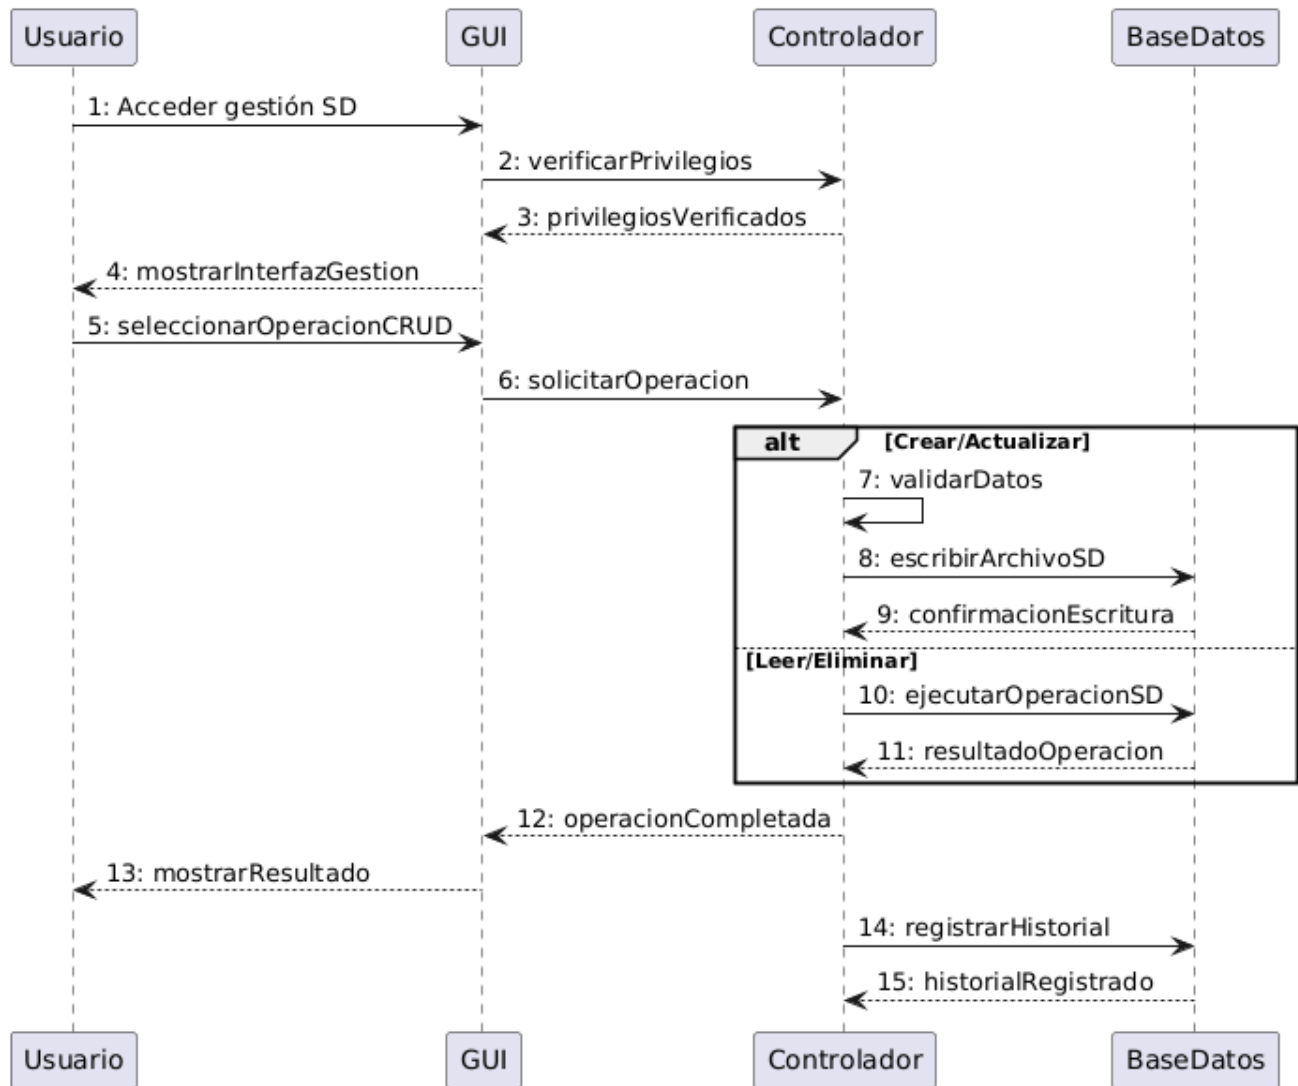 Usuario
GUI
Controlador
BaseDatos
1: Acceder gestión SD
2: verificarPrivilegios
3: privilegiosVerificados
4: mostrarInterfazGestion
5: seleccionarOperacionCRUD
6: solicitarOperacion
alt [Crear/Actualizar]
7: validarDatos
8: escribirArchivoSD
9: confirmacionEscritura
[Leer/Eliminar]
10: ejecutarOperacionSD
11: resultadoOperacion
12: operacionCompletada
13: mostrarResultado
14: registrarHistorial
15: historialRegistrado
Usuario
GUI
Controlador
BaseDatos